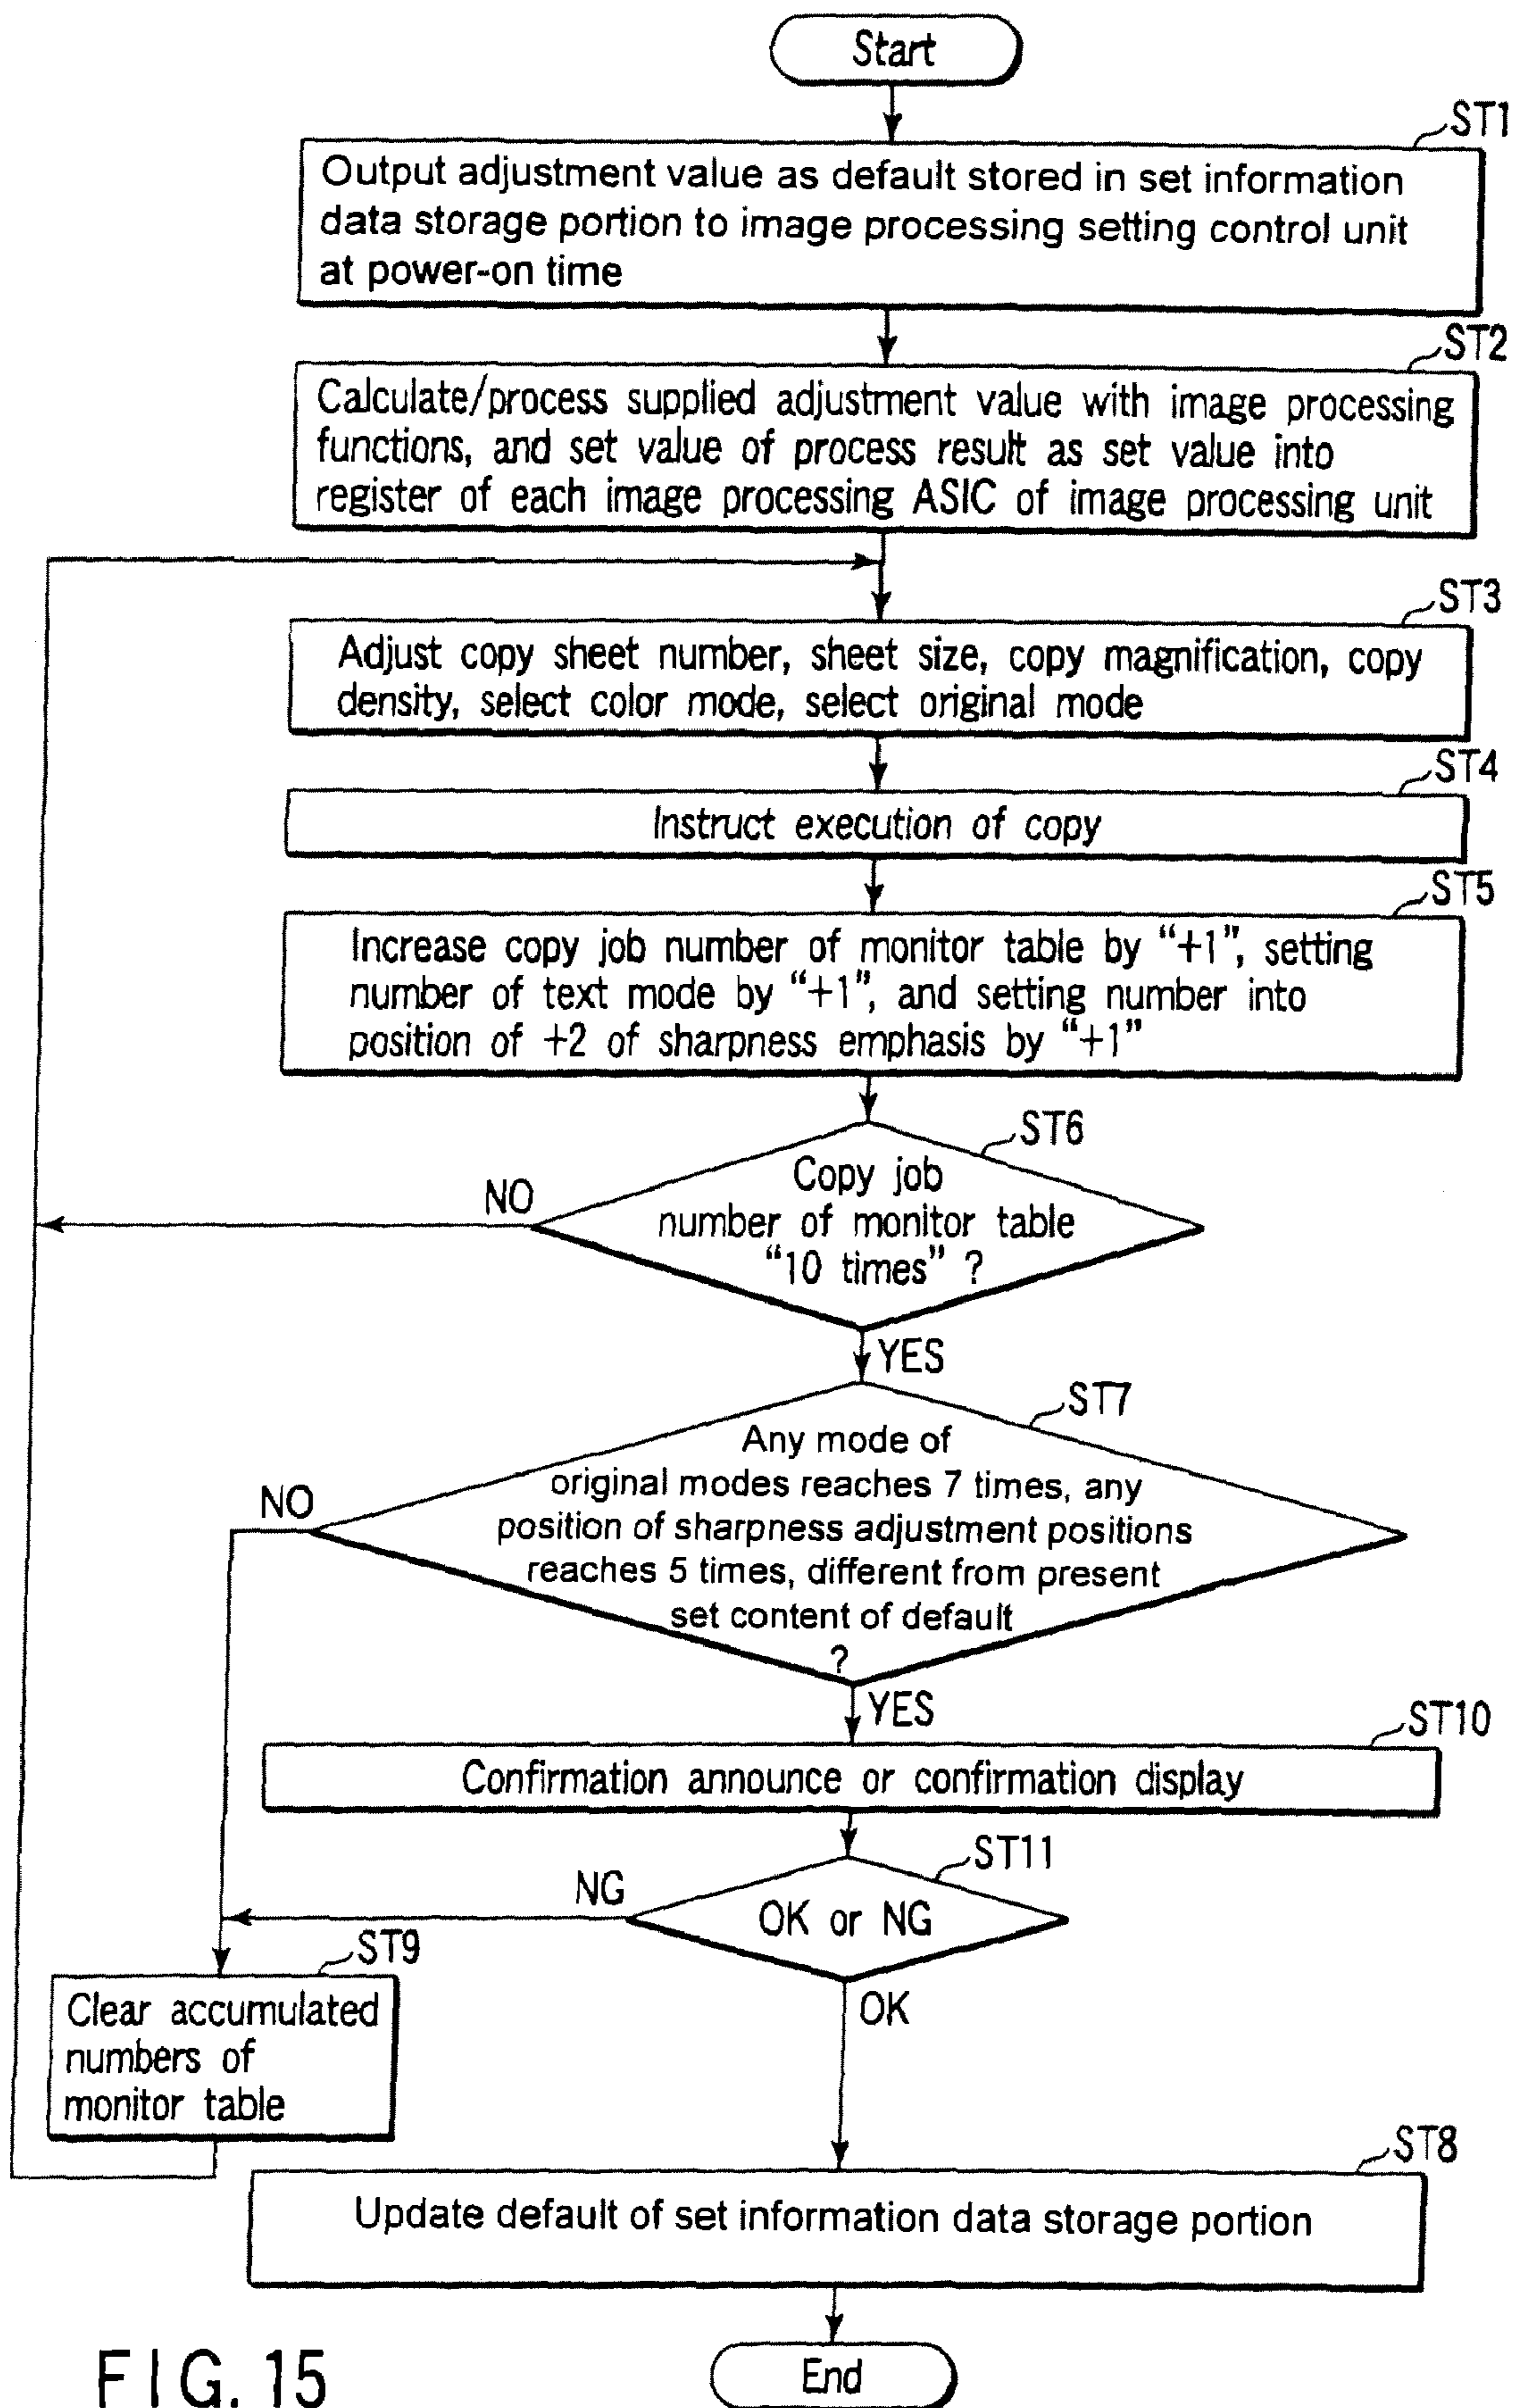 Start
ST1
Output adjustment value as default stored in set information
data storage portion to image processing setting control unit
at power-on time
ST2
Calculate/process supplied adjustment value with image processing
functions, and set value of process result as set value into
register of each image processing ASIC of image processing unit
ST3
Adjust copy sheet number, sheet size, copy magnification, copy
density, select color mode, select original mode
ST4
Instruct execution of copy
ST5
Increase copy job number of monitor table by “+1”, setting
number of text mode by “+1”, and setting number into
position of +2 of sharpness emphasis by “+1”
ST6
Copy job
number of monitor table
“10 times” ?
NO
YES
ST7
Any mode of
original modes reaches 7 times, any
position of sharpness adjustment positions
reaches 5 times, different from present
set content of default
?
NO
YES
ST10
Confirmation announce or confirmation display
ST11
OK or NG
NG
OK
ST9
Clear accumulated
numbers of
monitor table
ST8
Update default of set information data storage portion
End
FIG. 15